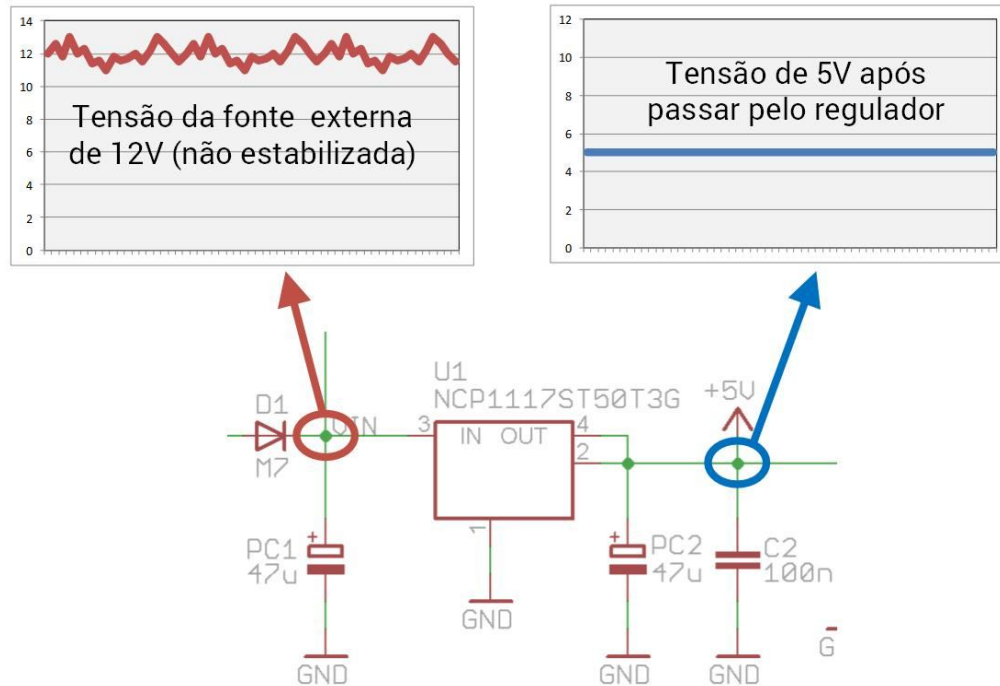 14
12
10
8
6
4
2
0
Tensão da fonte externa
de 12V (não estabilizada)
12
10
8
6
4
2
0
Tensão de 5V após
passar pelo regulador
U1
NCP1117ST50T3G
D1
M7
VIN
3
IN OUT
4
2
1
+5V
PC1
47u
+
PC2
47u
+
C2
100n
GND
GND
GND
GND
G